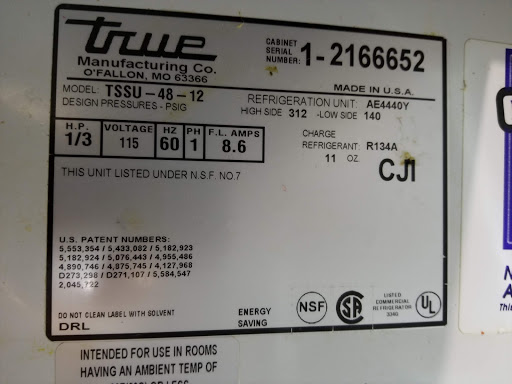 true
Manufacturing Co.
O'FALLON, MO 63366
CABINET
SERIAL
NUMBER:
1-2166652
MADE IN U.S.A.
MODEL: TSSU-48-12
DESIGN PRESSURES - PSIG
REFRIGERATION UNIT: AE4440Y
HIGH SIDE 312 -LOW SIDE 140
H.P. VOLTAGE HZ PH F.L. AMPS
1/3 115 60 1 8.6
CHARGE
REFRIGERANT: R134A
11 OZ.
CJ1
THIS UNIT LISTED UNDER N.S.F. NO.7
U.S. PATENT NUMBERS:
5,553,354 / 5,433,082 / 5,182,923
5,182,924 / 5,076,443 / 4,955,486
4,890,746 / 4,875,745 / 4,127,968
D273,298 / D271,107 / 5,584,547
2,045,722
DO NOT CLEAN LABEL WITH SOLVENT
DRL
ENERGY
SAVING
NSF
SA
LISTED
COMMERCIAL
REFRIGERATOR
UL
INTENDED FOR USE IN ROOMS
HAVING AN AMBIENT TEMP OF